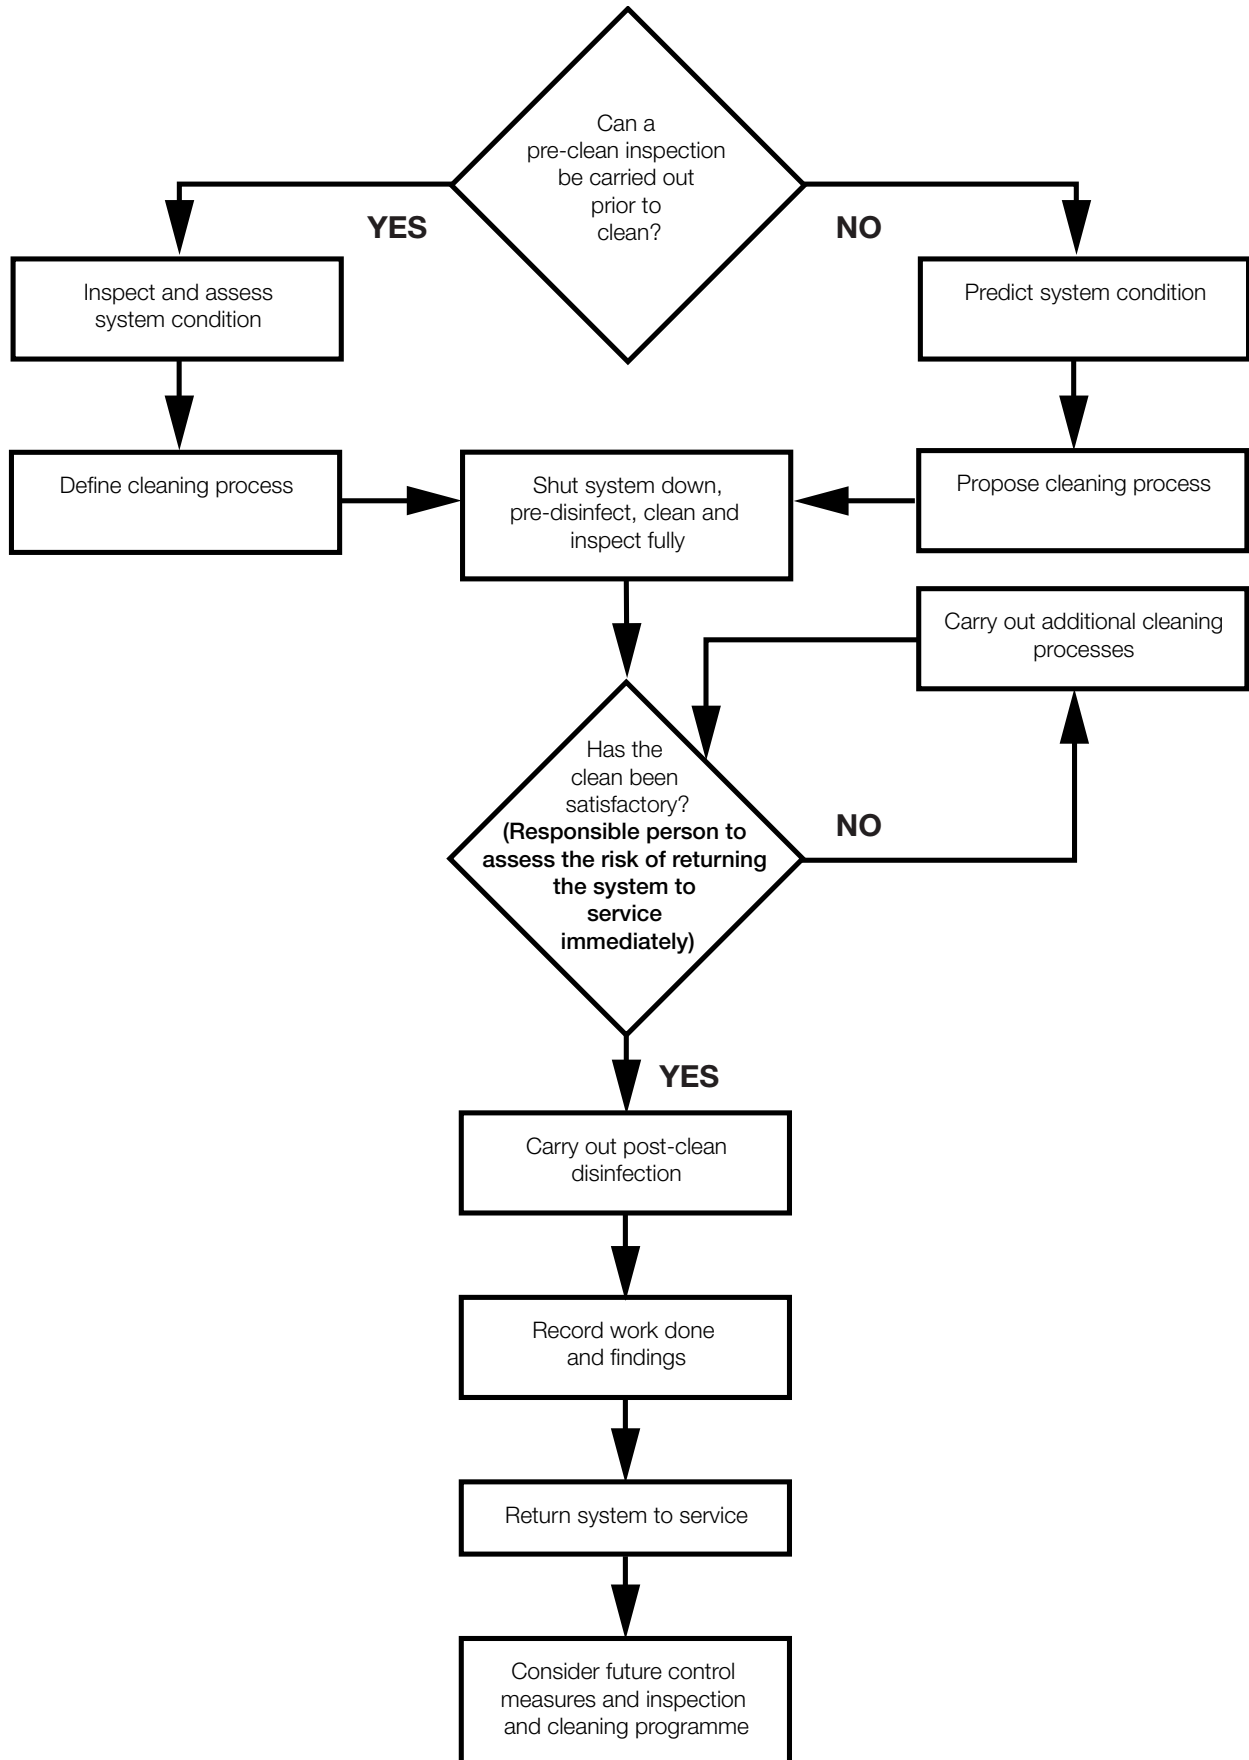 Can a
pre-clean inspection
be carried out
prior to
clean?
YES
NO
Inspect and assess
system condition
Predict system condition
Define cleaning process
Shut system down,
pre-disinfect, clean and
inspect fully
Propose cleaning process
Carry out additional cleaning
processes
Has the
clean been
satisfactory?
(Responsible person to
assess the risk of returning
the system to
service
immediately)
NO
YES
Carry out post-clean
disinfection
Record work done
and findings
Return system to service
Consider future control
measures and inspection
and cleaning programme